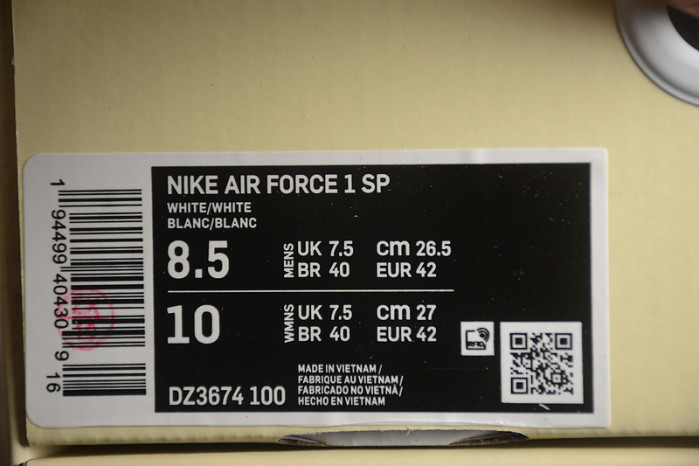 NIKE AIR FORCE 1 SP
WHITE/WHITE
BLANC/BLANC
8.5 MENS UK 7.5 cm 26.5
BR 40 EUR 42
10 WMNS UK 7.5 cm 27
BR 40 EUR 42
DZ3674 100
MADE IN VIETNAM /
FABRIQUE AU VIETNAM /
FABRICADO NO VIETNÃ /
HECHO EN VIETNAM
RFID
1 94499 40430 9 16